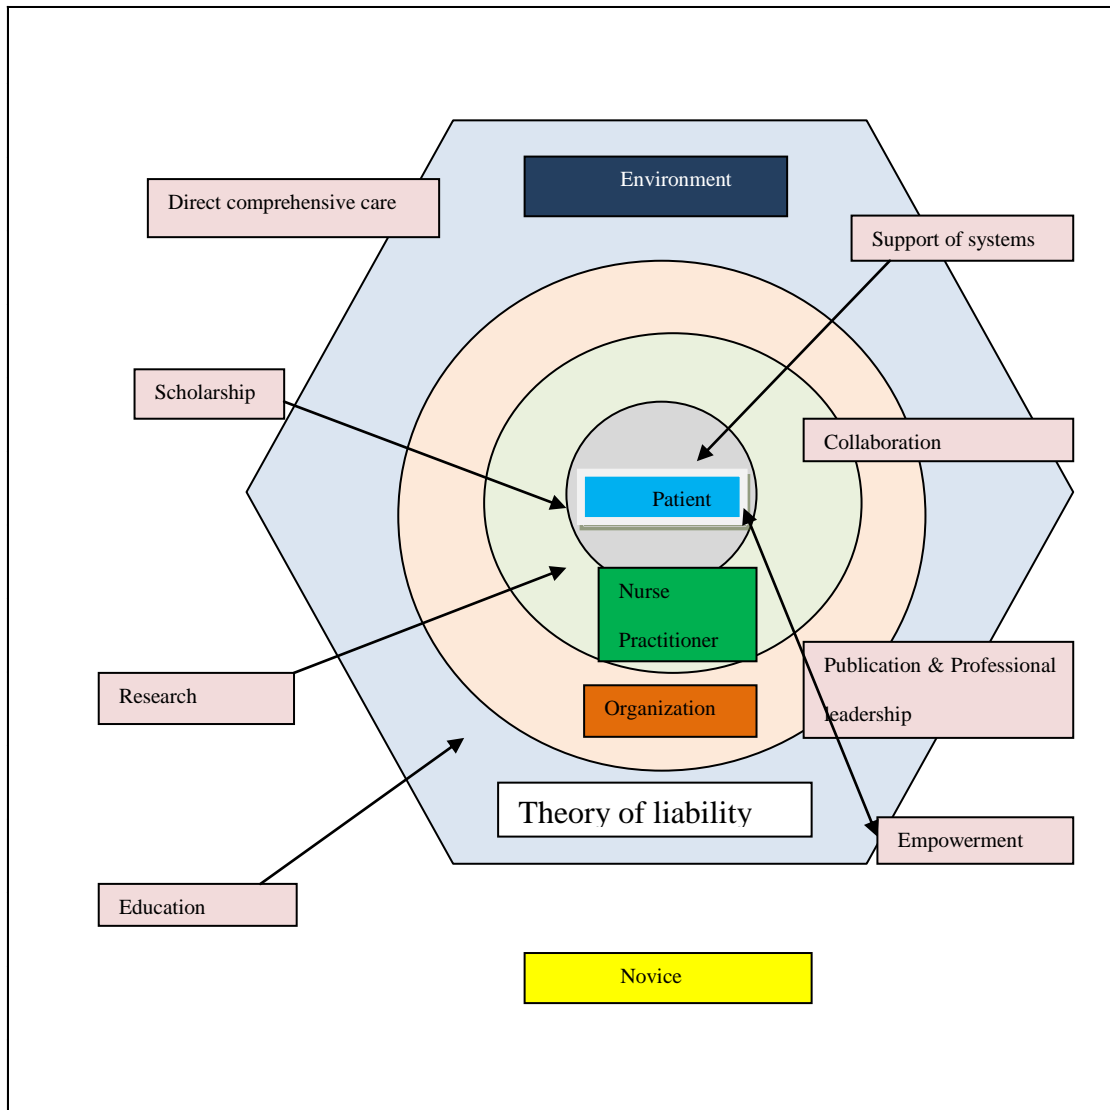 Environment
Direct comprehensive care
Support of systems
Scholarship
Collaboration
Patient
Nurse
Practitioner
Research
Publication & Professional
leadership
Organization
Theory of liability
Empowerment
Education
Novice